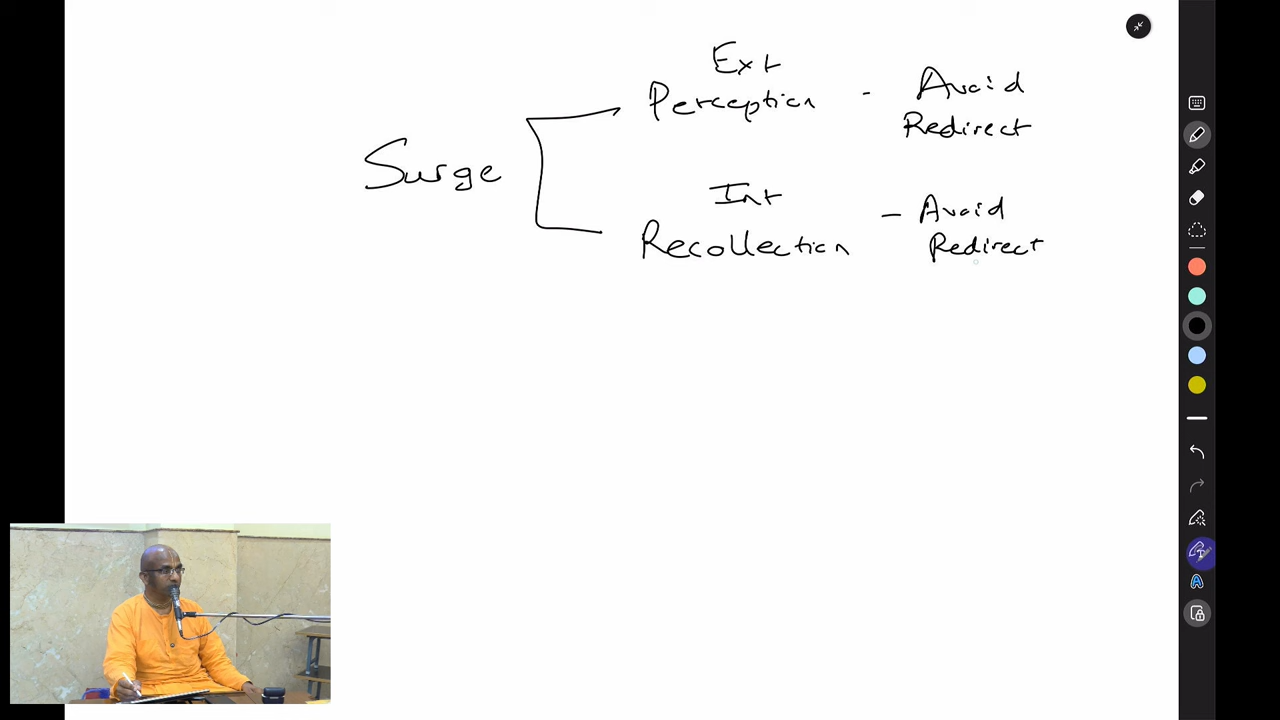 Ext
Perception - Avoid
Redirect
Surge
Int
Recollection - Avoid
Redirect